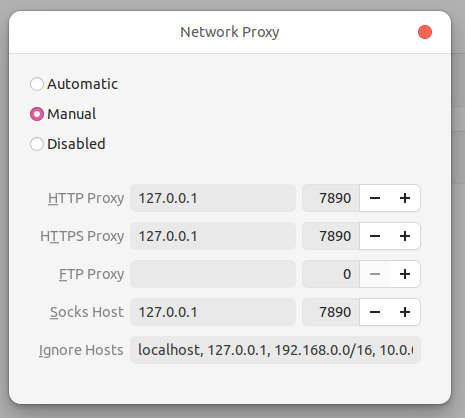 Network Proxy
Automatic
Manual
Disabled
HTTP Proxy 127.0.0.1 7890 − +
HTTPS Proxy 127.0.0.1 7890 − +
FTP Proxy 0 − +
Socks Host 127.0.0.1 7890 − +
Ignore Hosts localhost, 127.0.0.1, 192.168.0.0/16, 10.0.